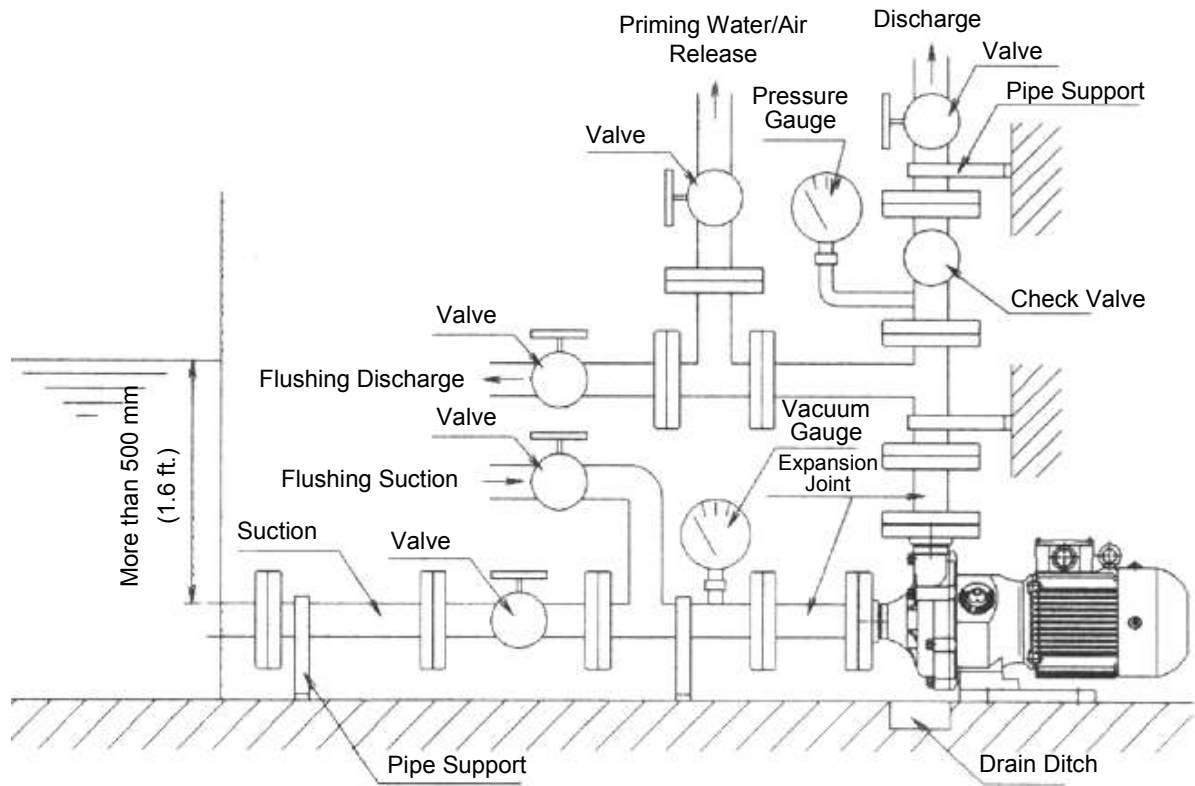 Priming Water/Air
Release
Discharge
Valve
Pipe Support
Pressure
Gauge
Valve
Check Valve
Valve
Flushing Discharge
Valve
Vacuum
Gauge
Flushing Suction
Expansion
Joint
More than 500 mm
(1.6 ft.)
Suction
Valve
Pipe Support
Drain Ditch